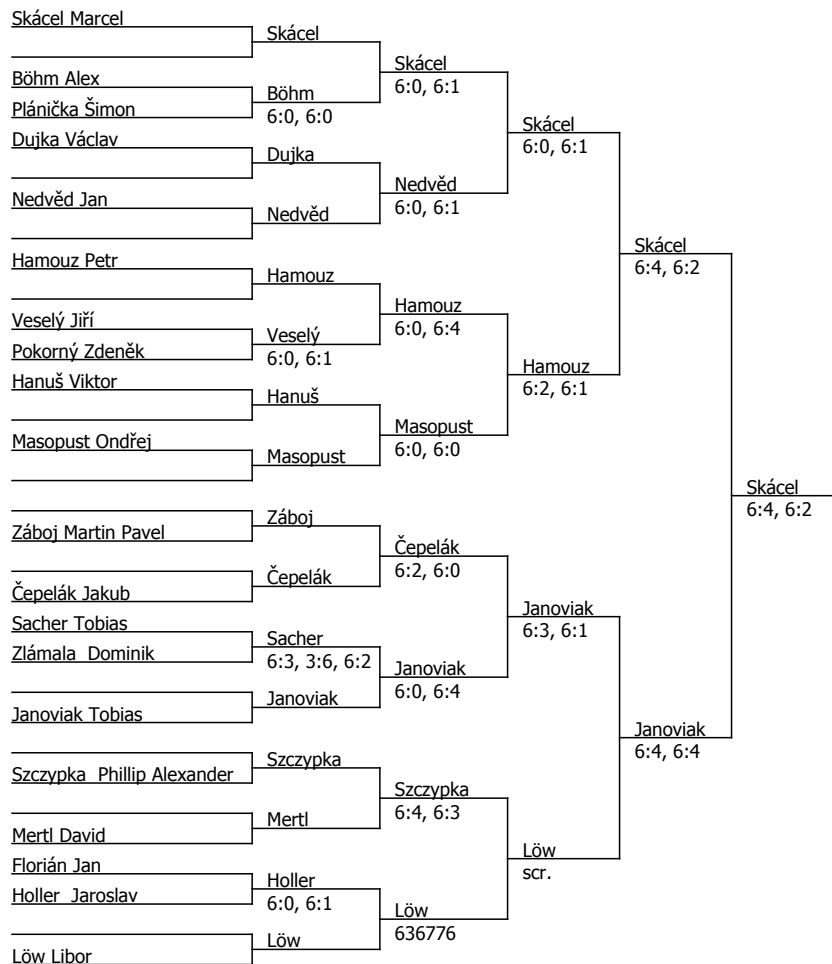 Skácel Marcel
Skácel
Skácel
6:0, 6:1
Böhm Alex
Böhm
6:0, 6:0
Plánička Šimon
Skácel
6:0, 6:1
Dujka Václav
Dujka
Nedvěd
6:0, 6:1
Nedvěd Jan
Nedvěd
Skácel
6:4, 6:2
Hamouz Petr
Hamouz
Hamouz
6:0, 6:4
Veselý Jiří
Veselý
6:0, 6:1
Pokorný Zdeněk
Hamouz
6:2, 6:1
Hanuš Viktor
Hanuš
Masopust
6:0, 6:0
Masopust Ondřej
Masopust
Skácel
6:4, 6:2
Záboj
Záboj Martin Pavel
Čepelák
6:2, 6:0
Čepelák
Čepelák Jakub
Janoviak
6:3, 6:1
Sacher Tobias
Sacher
6:3, 3:6, 6:2
Zlámala  Dominik
Janoviak
6:0, 6:4
Janoviak
Janoviak Tobias
Janoviak
6:4, 6:4
Szczypka
Szczypka  Phillip Alexander
Szczypka
6:4, 6:3
Mertl
Mertl David
Löw
scr.
Florián Jan
Holler
6:0, 6:1
Holler  Jaroslav
Löw
636776
Löw
Löw Libor